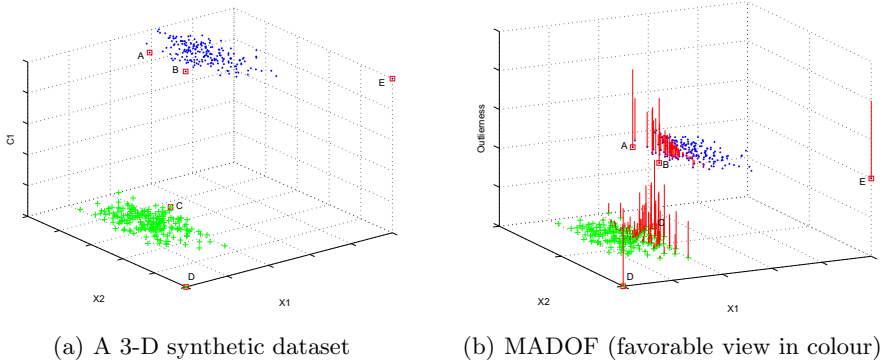 A
B
E
C1
C
D
X2
X1
(a) A 3-D synthetic dataset
Outlierness
A
B
E
C
D
X2
X1
(b) MADOF (favorable view in colour)